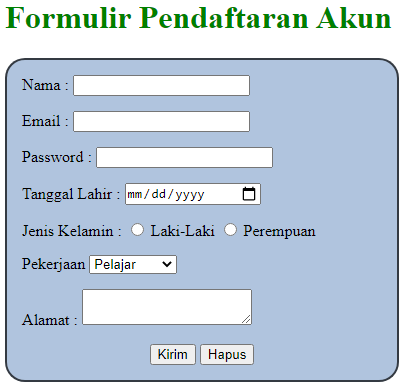 Formulir Pendaftaran Akun
Nama :
Email :
Password :
Tanggal Lahir : mm/dd/yyyy
Jenis Kelamin : Laki-Laki Perempuan
Pekerjaan Pelajar
Alamat :
Kirim Hapus